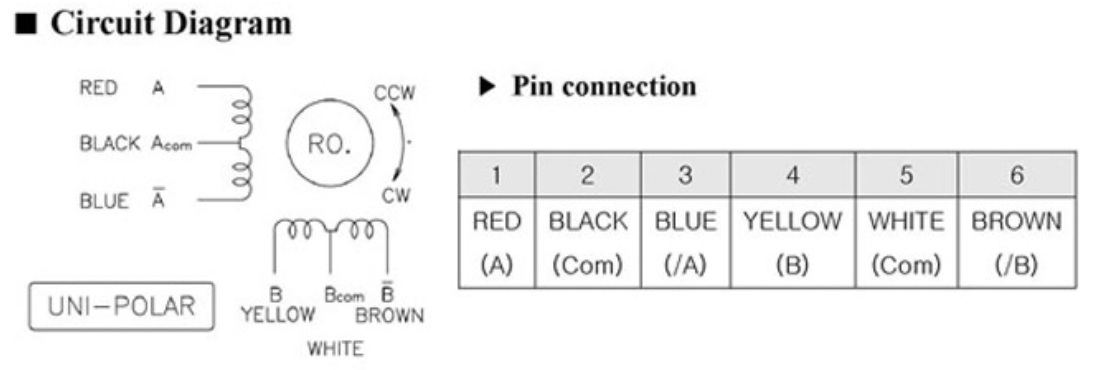 ■ Circuit Diagram
RED A
BLACK Acom
BLUE A̅
RO.
CCW
CW
B Bcom B̅
YELLOW BROWN
WHITE
UNI-POLAR
▶ Pin connection
1 2 3 4 5 6
RED BLACK BLUE YELLOW WHITE BROWN
(A) (Com) (/A) (B) (Com) (/B)